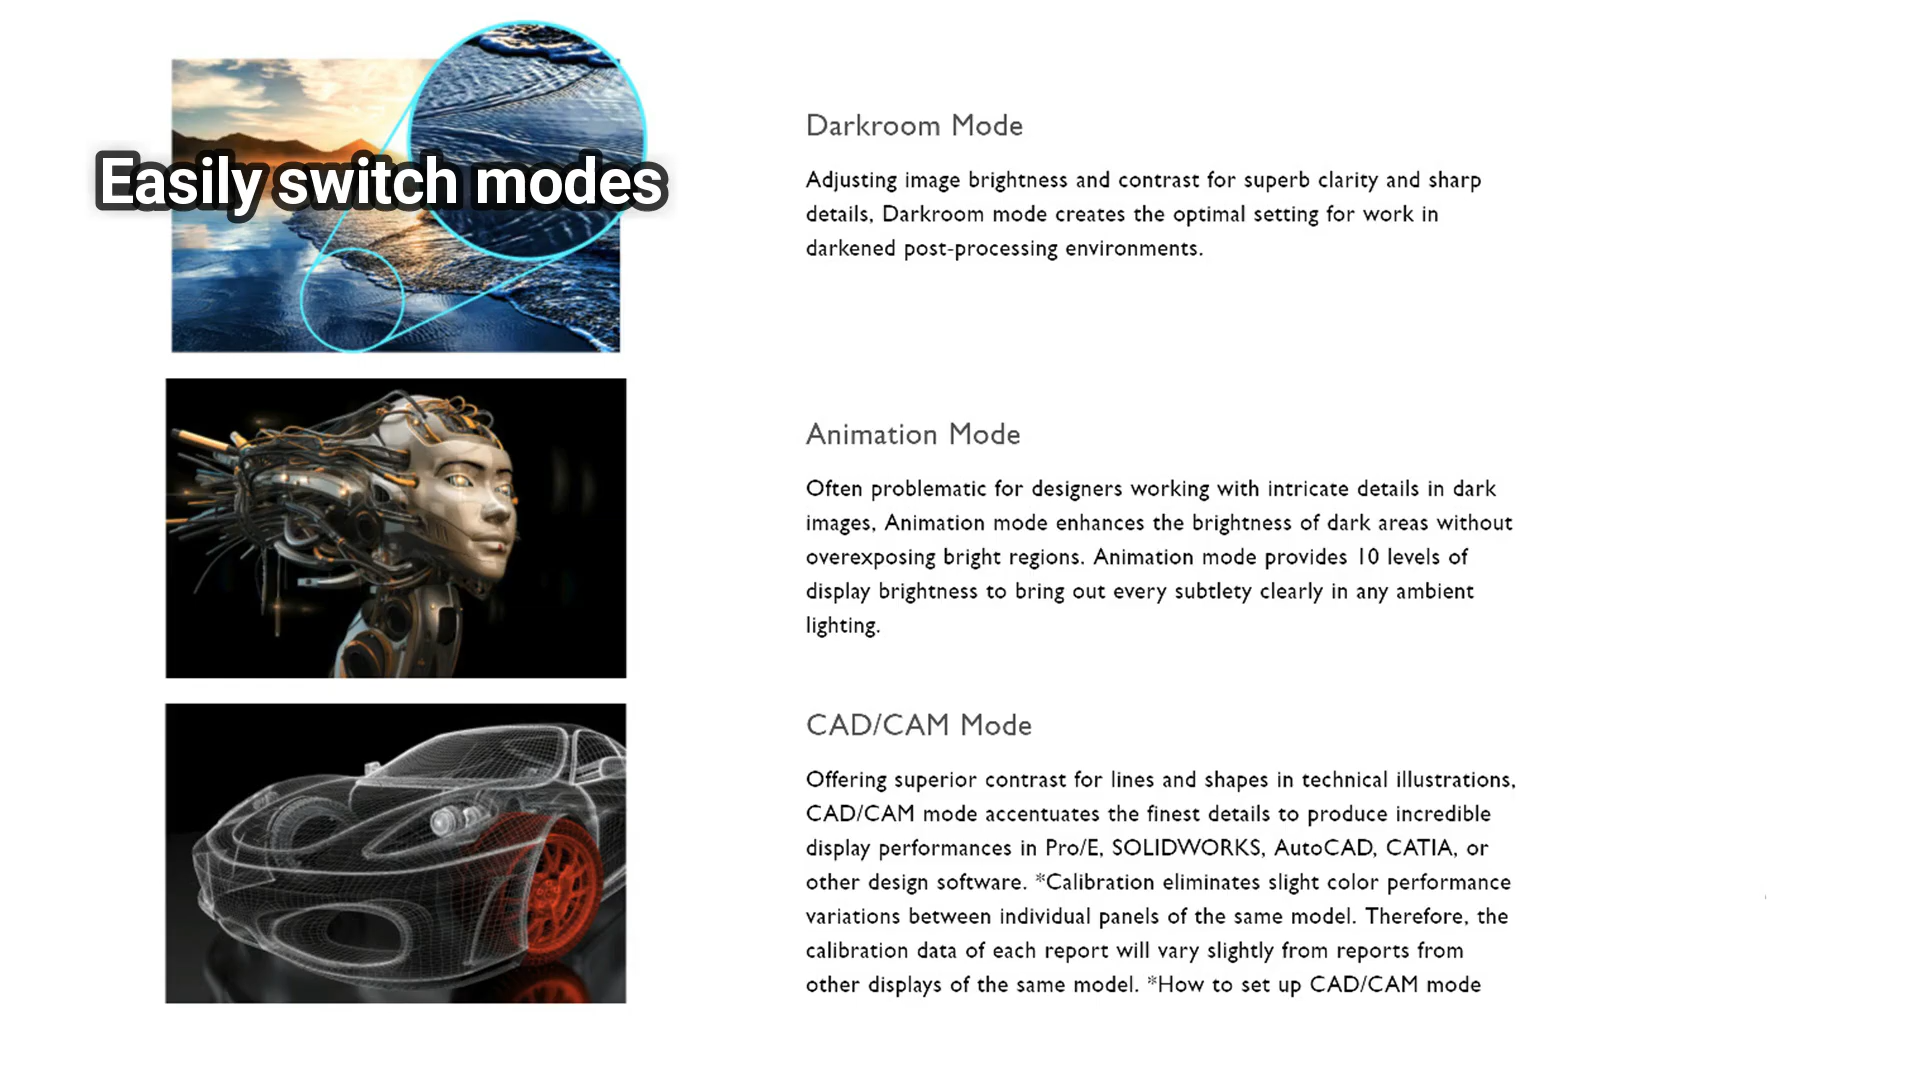 Easily switch modes
Darkroom Mode
Adjusting image brightness and contrast for superb clarity and sharp
details, Darkroom mode creates the optimal setting for work in
darkened post-processing environments.
Animation Mode
Often problematic for designers working with intricate details in dark
images, Animation mode enhances the brightness of dark areas without
overexposing bright regions. Animation mode provides 10 levels of
display brightness to bring out every subtlety clearly in any ambient
lighting.
CAD/CAM Mode
Offering superior contrast for lines and shapes in technical illustrations,
CAD/CAM mode accentuates the finest details to produce incredible
display performances in Pro/E, SOLIDWORKS, AutoCAD, CATIA, or
other design software. *Calibration eliminates slight color performance
variations between individual panels of the same model. Therefore, the
calibration data of each report will vary slightly from reports from
other displays of the same model. *How to set up CAD/CAM mode